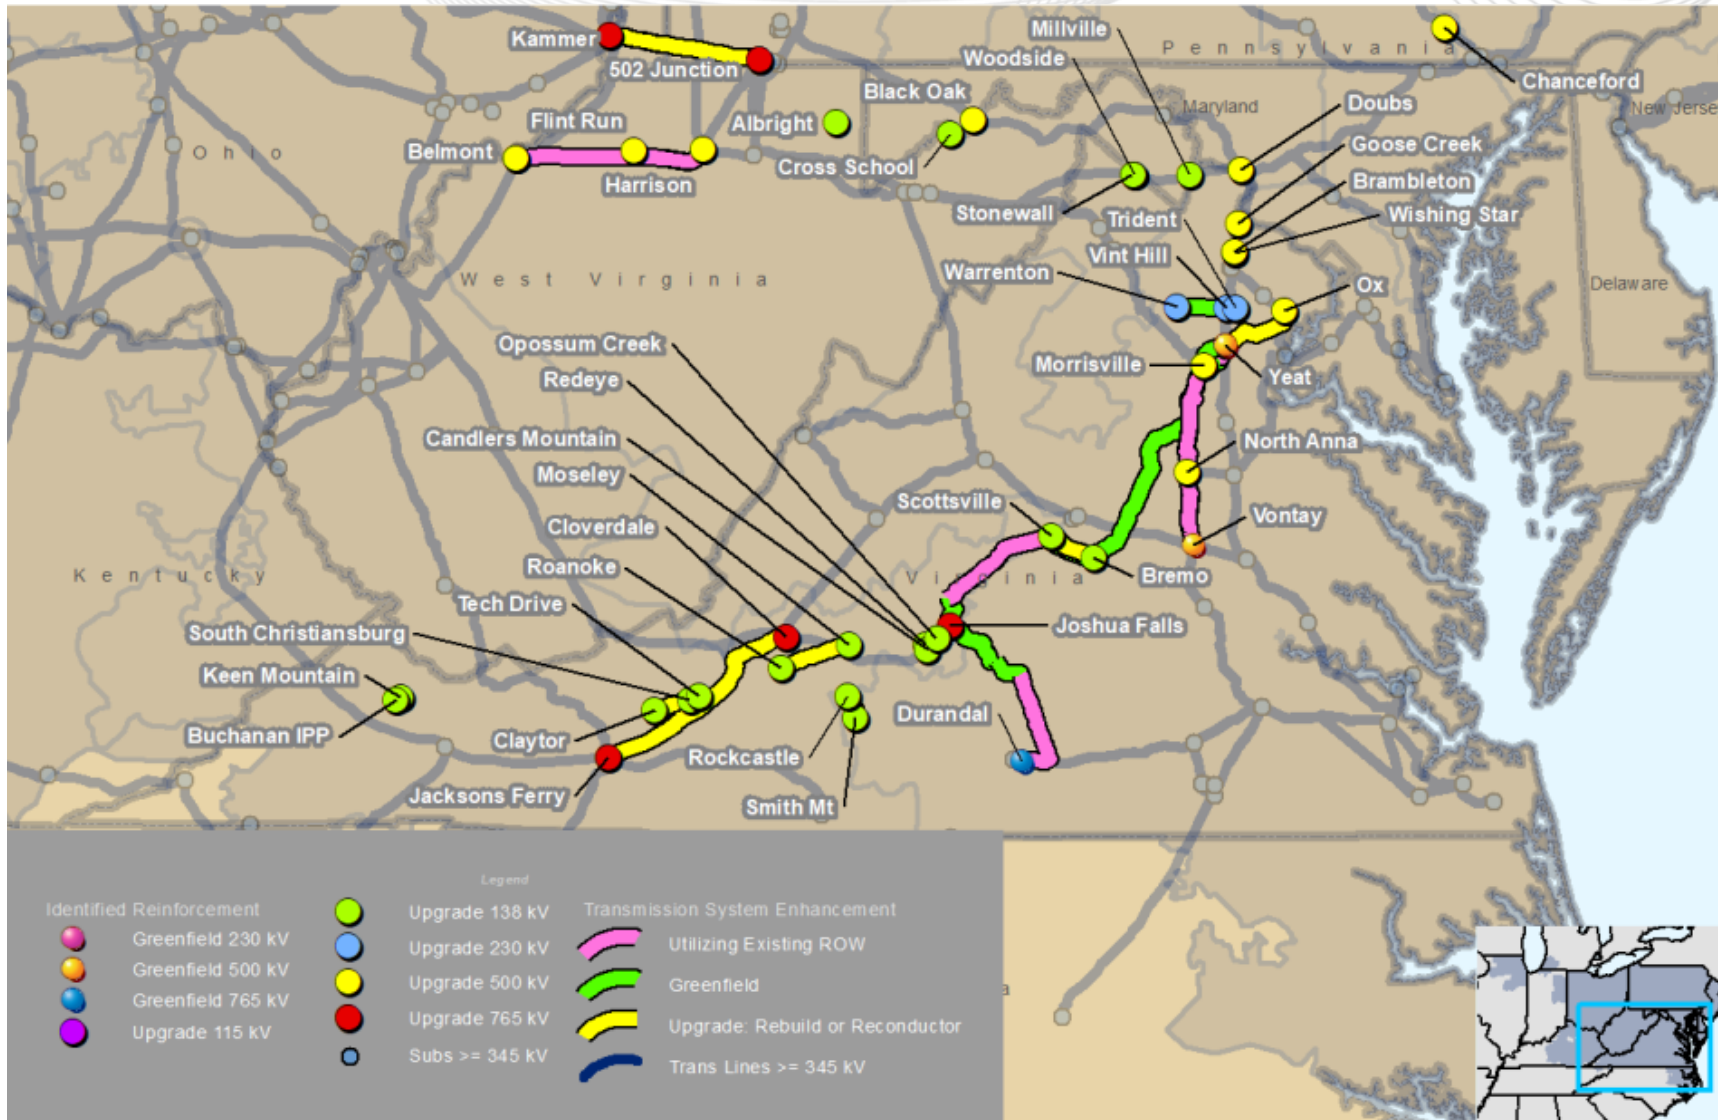 Millville
Pennsylvania
Kammer
Woodside
502 Junction
Chanceford
Black Oak
Maryland
Doubs
New Jerse
Flint Run
Albright
Goose Creek
Ohio
Belmont
Cross School
Harrison
Brambleton
Stonewall
Trident
Wishing Star
Vint Hill
West Virginia
Warrenton
Ox
Delaware
Opossum Creek
Morrisville
Redeye
Yeat
Candlers Mountain
North Anna
Moseley
Scottsville
Cloverdale
Vontay
Roanoke
Kentucky
Virginia
Bremo
Tech Drive
South Christiansburg
Joshua Falls
Keen Mountain
Durandal
Buchanan IPP
Claytor
Rockcastle
Jacksons Ferry
Smith Mt
Legend
Identified Reinforcement
Greenfield 230 kV
Greenfield 500 kV
Greenfield 765 kV
Upgrade 115 kV
Upgrade 138 kV
Upgrade 230 kV
Upgrade 500 kV
Upgrade 765 kV
Subs >= 345 kV
Transmission System Enhancement
Utilizing Existing ROW
Greenfield
Upgrade: Rebuild or Reconductor
Trans Lines >= 345 kV
a